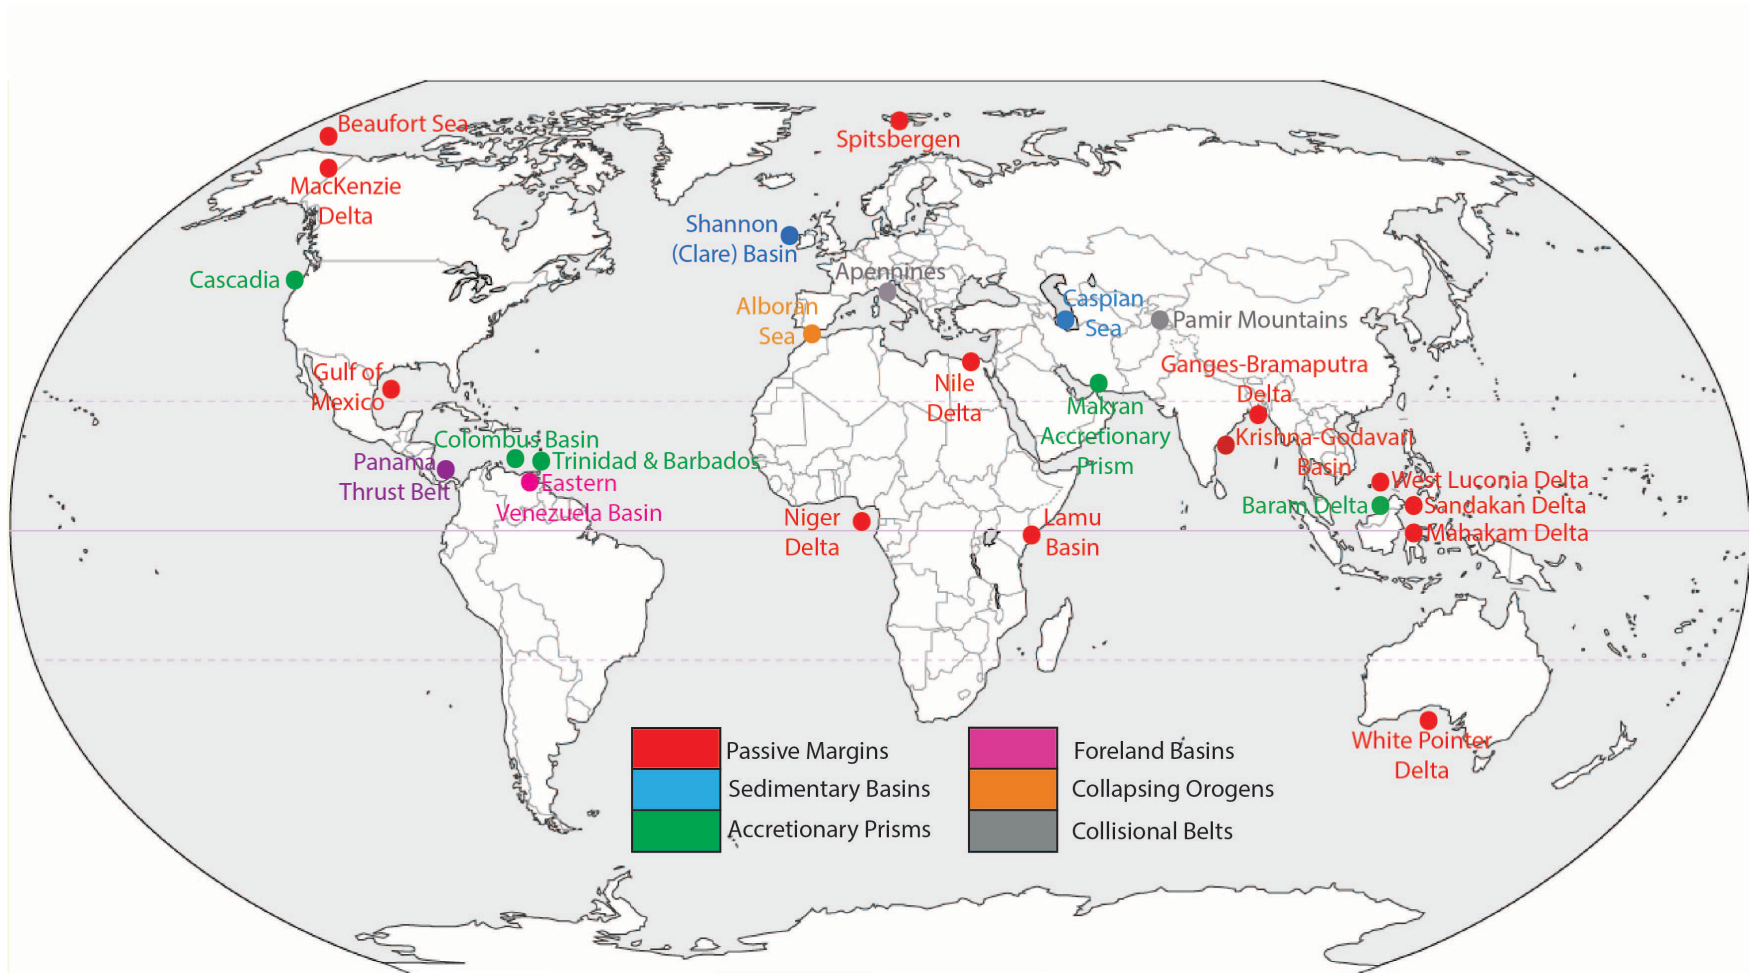 Beaufort Sea
Spitsbergen
MacKenzie
Delta
Shannon
(Clare) Basin
Cascadia
Apennines
Alboran
Sea
Caspian
Sea
Pamir Mountains
Gulf of
Mexico
Nile
Delta
Ganges-Bramaputra
Delta
Makran
Accretionary
Prism
Krishna-Godavari
Basin
Colombus Basin
Trinidad & Barbados
Panama
Thrust Belt
Eastern
Venezuela Basin
West Luconia Delta
Baram Delta
Sandakan Delta
Mahakam Delta
Niger
Delta
Lamu
Basin
White Pointer
Delta
Passive Margins
Sedimentary Basins
Accretionary Prisms
Foreland Basins
Collapsing Orogens
Collisional Belts